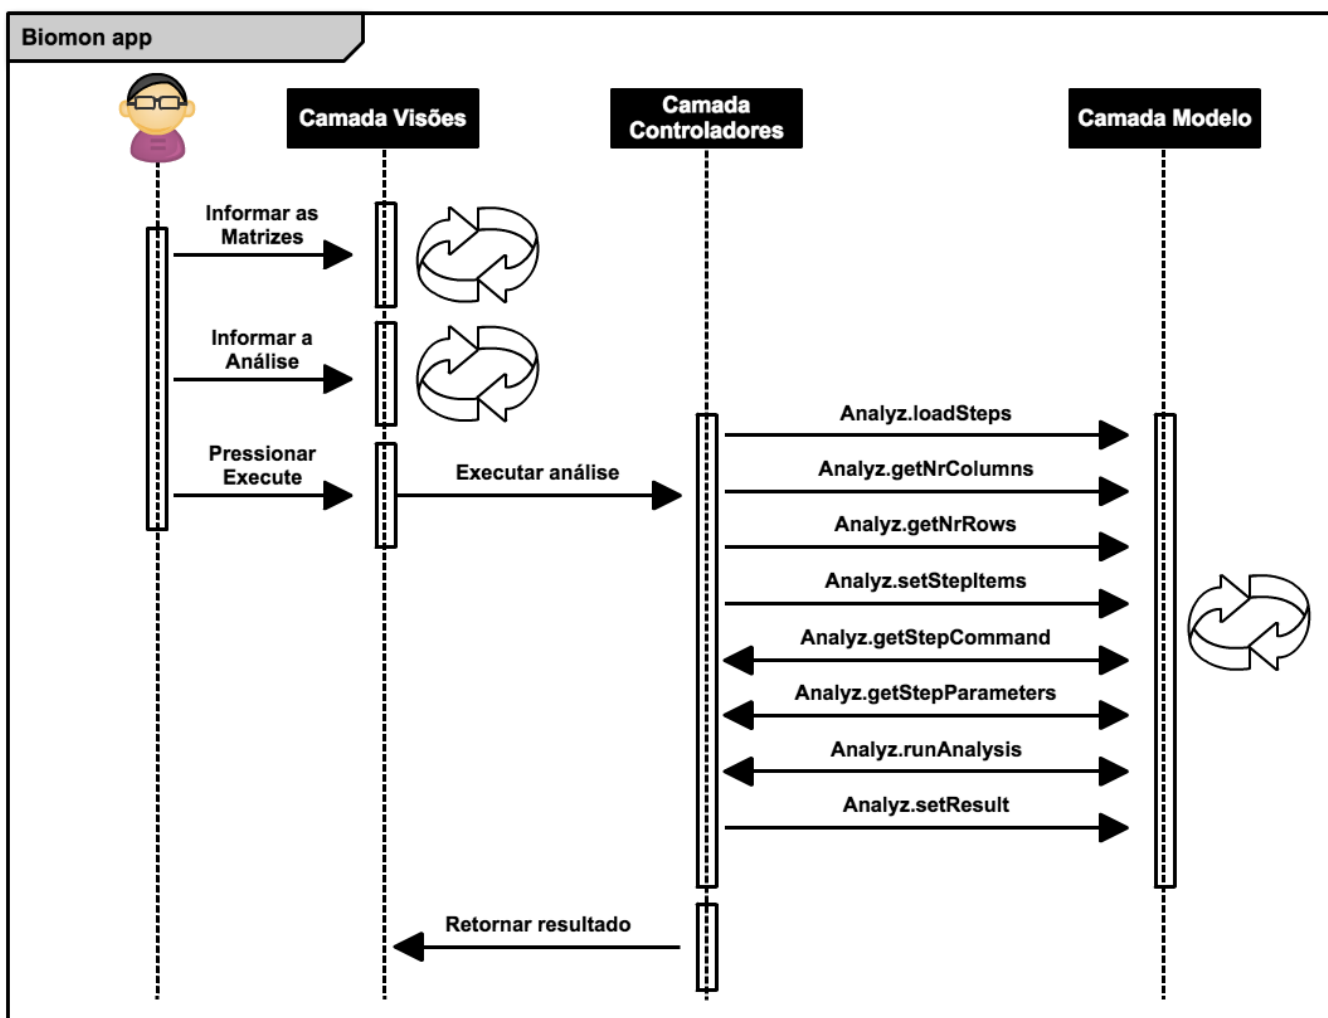 Biomon app
Camada Visões
Camada
Controladores
Camada Modelo
Informar as
Matrizes
Informar a
Análise
Pressionar
Execute
Executar análise
Analyz.loadSteps
Analyz.getNrColumns
Analyz.getNrRows
Analyz.setStepItems
Analyz.getStepCommand
Analyz.getStepParameters
Analyz.runAnalysis
Analyz.setResult
Retornar resultado